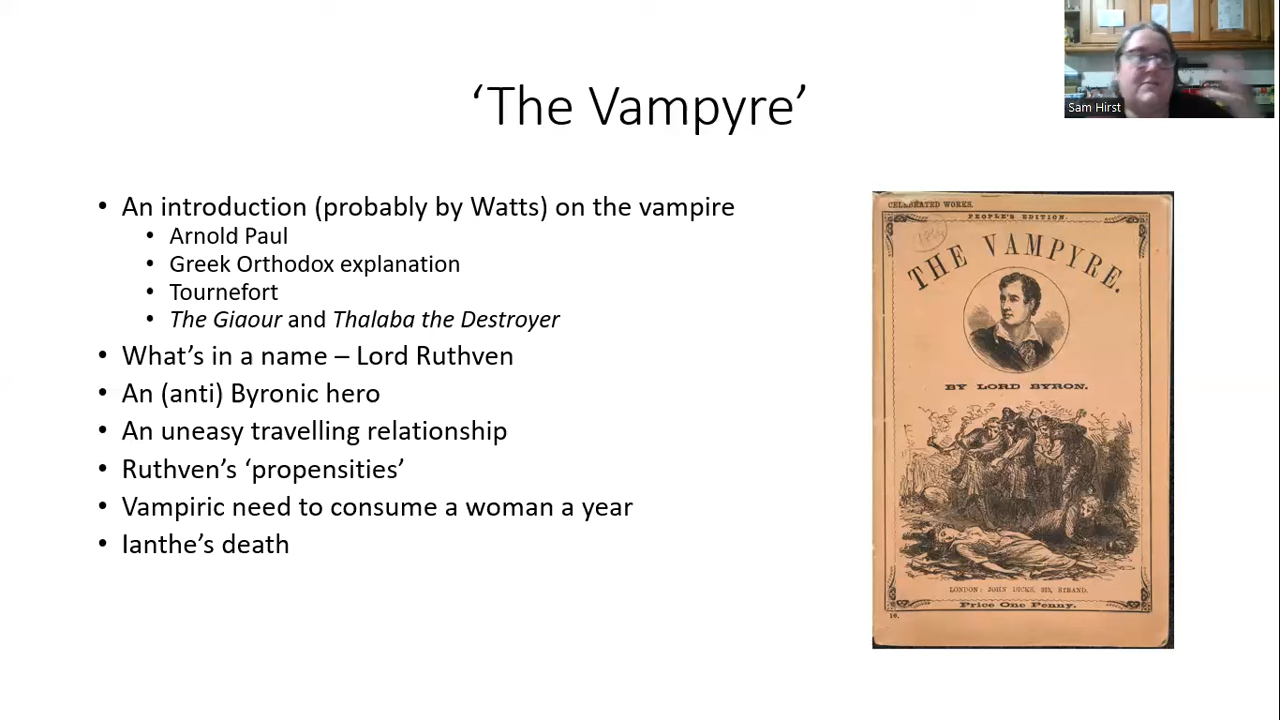 Sam Hirst
‘The Vampyre’
• An introduction (probably by Watts) on the vampire
• Arnold Paul
• Greek Orthodox explanation
• Tournefort
• The Giaour and Thalaba the Destroyer
• What’s in a name – Lord Ruthven
• An (anti) Byronic hero
• An uneasy travelling relationship
• Ruthven’s ‘propensities’
• Vampiric need to consume a woman a year
• Ianthe’s death
CELEBRATED WORKS.
PEOPLE'S EDITION.
THE VAMPYRE.
BY LORD BYRON.
LONDON: JOHN DICKS, STRAND.
Price One Penny.